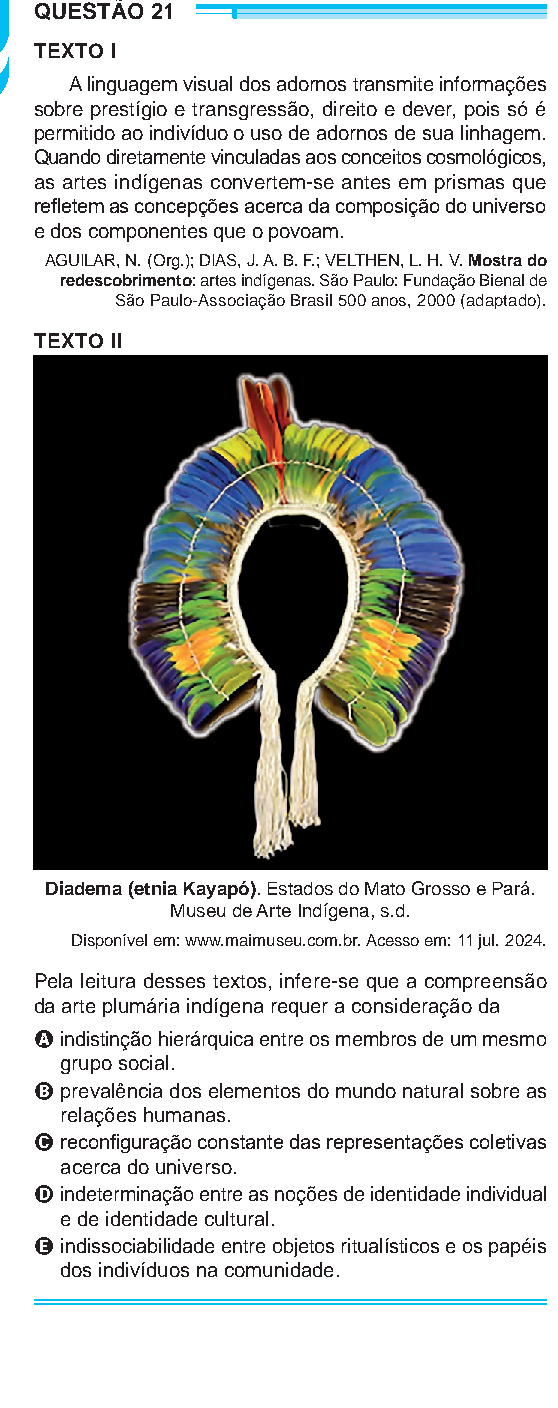 QUESTÃO 21
TEXTO I
A linguagem visual dos adornos transmite informações
sobre prestígio e transgressão, direito e dever, pois só é
permitido ao indivíduo o uso de adornos de sua linhagem.
Quando diretamente vinculadas aos conceitos cosmológicos,
as artes indígenas convertem-se antes em prismas que
refletem as concepções acerca da composição do universo
e dos componentes que o povoam.
AGUILAR, N. (Org.); DIAS, J. A. B. F.; VELTHEN, L. H. V. Mostra do
redescobrimento: artes indígenas. São Paulo: Fundação Bienal de
São Paulo-Associação Brasil 500 anos, 2000 (adaptado).
TEXTO II
Diadema (etnia Kayapó). Estados do Mato Grosso e Pará.
Museu de Arte Indígena, s.d.
Disponível em: www.maimuseu.com.br. Acesso em: 11 jul. 2024.
Pela leitura desses textos, infere-se que a compreensão
da arte plumária indígena requer a consideração da
A indistinção hierárquica entre os membros de um mesmo
grupo social.
B prevalência dos elementos do mundo natural sobre as
relações humanas.
C reconfiguração constante das representações coletivas
acerca do universo.
D indeterminação entre as noções de identidade individual
e de identidade cultural.
E indissociabilidade entre objetos ritualísticos e os papéis
dos indivíduos na comunidade.